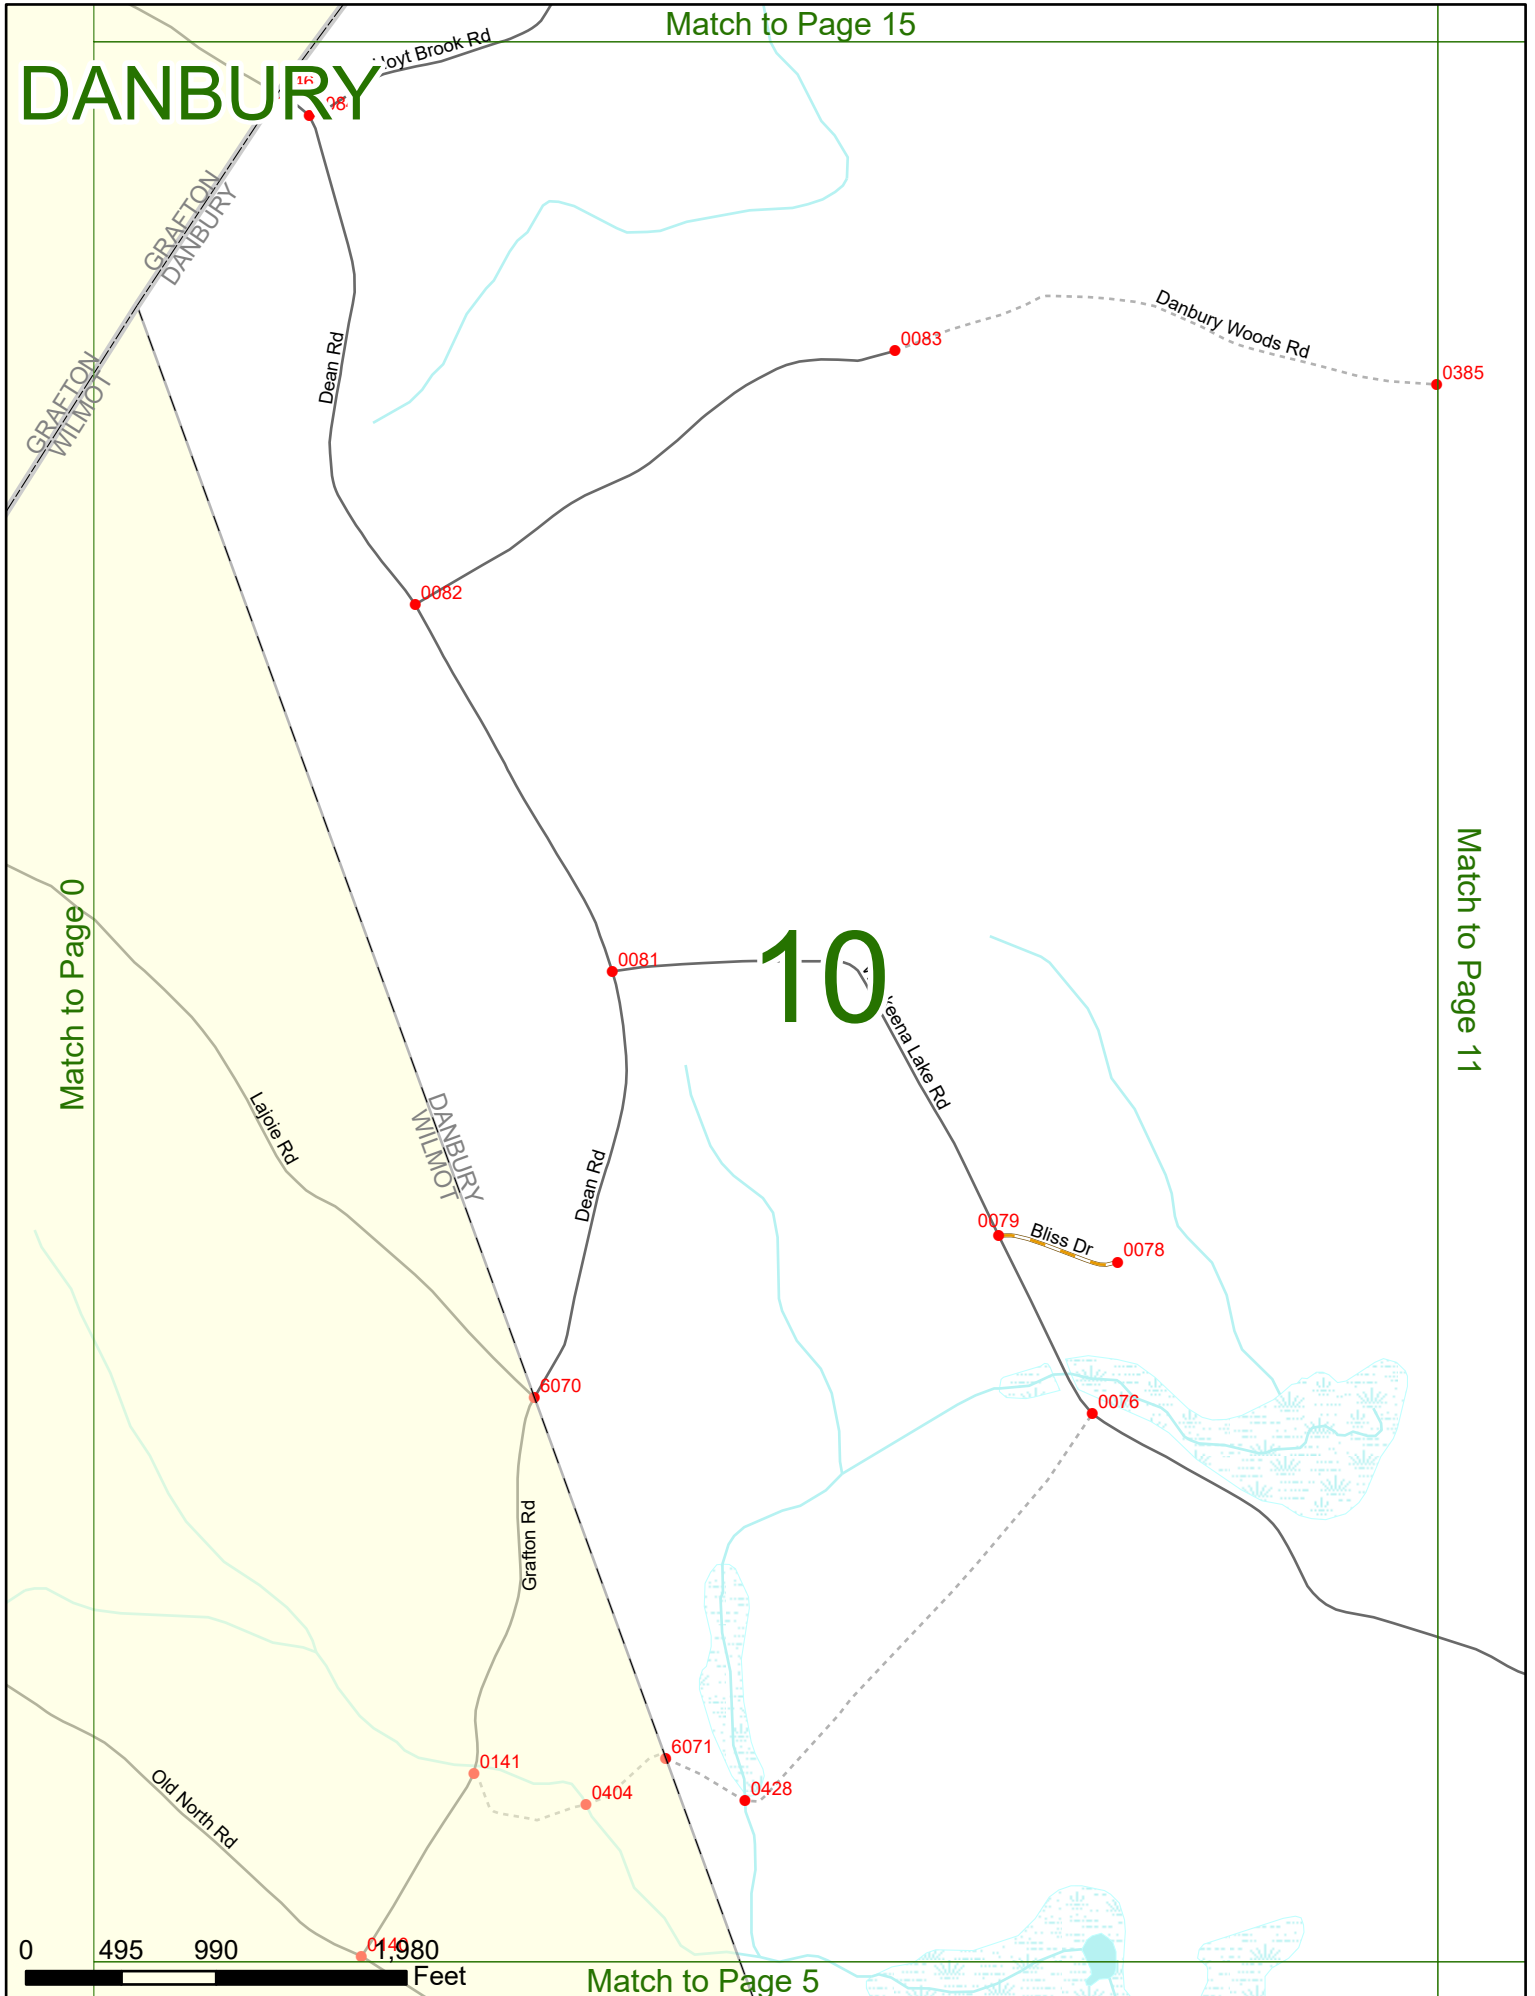 Match to Page 15
DANBURY
GRAFTON
DANBURY
GRAFTON
WILMOT
Dean Rd
0083
Danbury Woods Rd
0385
0082
Match to Page 0
Match to Page 11
0081
10
Lake Rd
Lajoie Rd
DANBURY
WILMOT
Dean Rd
0079
Bliss Dr
0078
6070
0076
Grafton Rd
6071
0141
0404
0428
Old North Rd
0 495 990 1,980
Feet
Match to Page 5